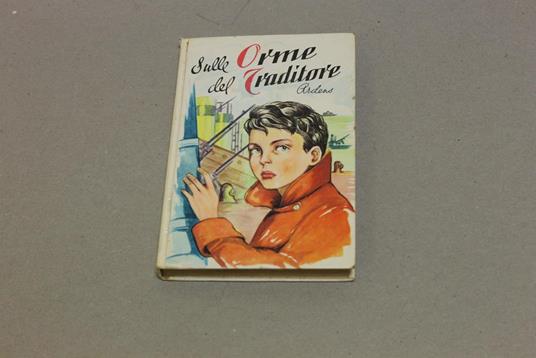 Sulle Orme
del Traditore
Ardens